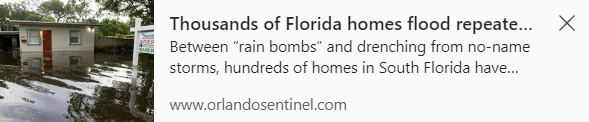 Thousands of Florida homes flood repeate...
Between “rain bombs” and drenching from no-name
storms, hundreds of homes in South Florida have...
www.orlandosentinel.com